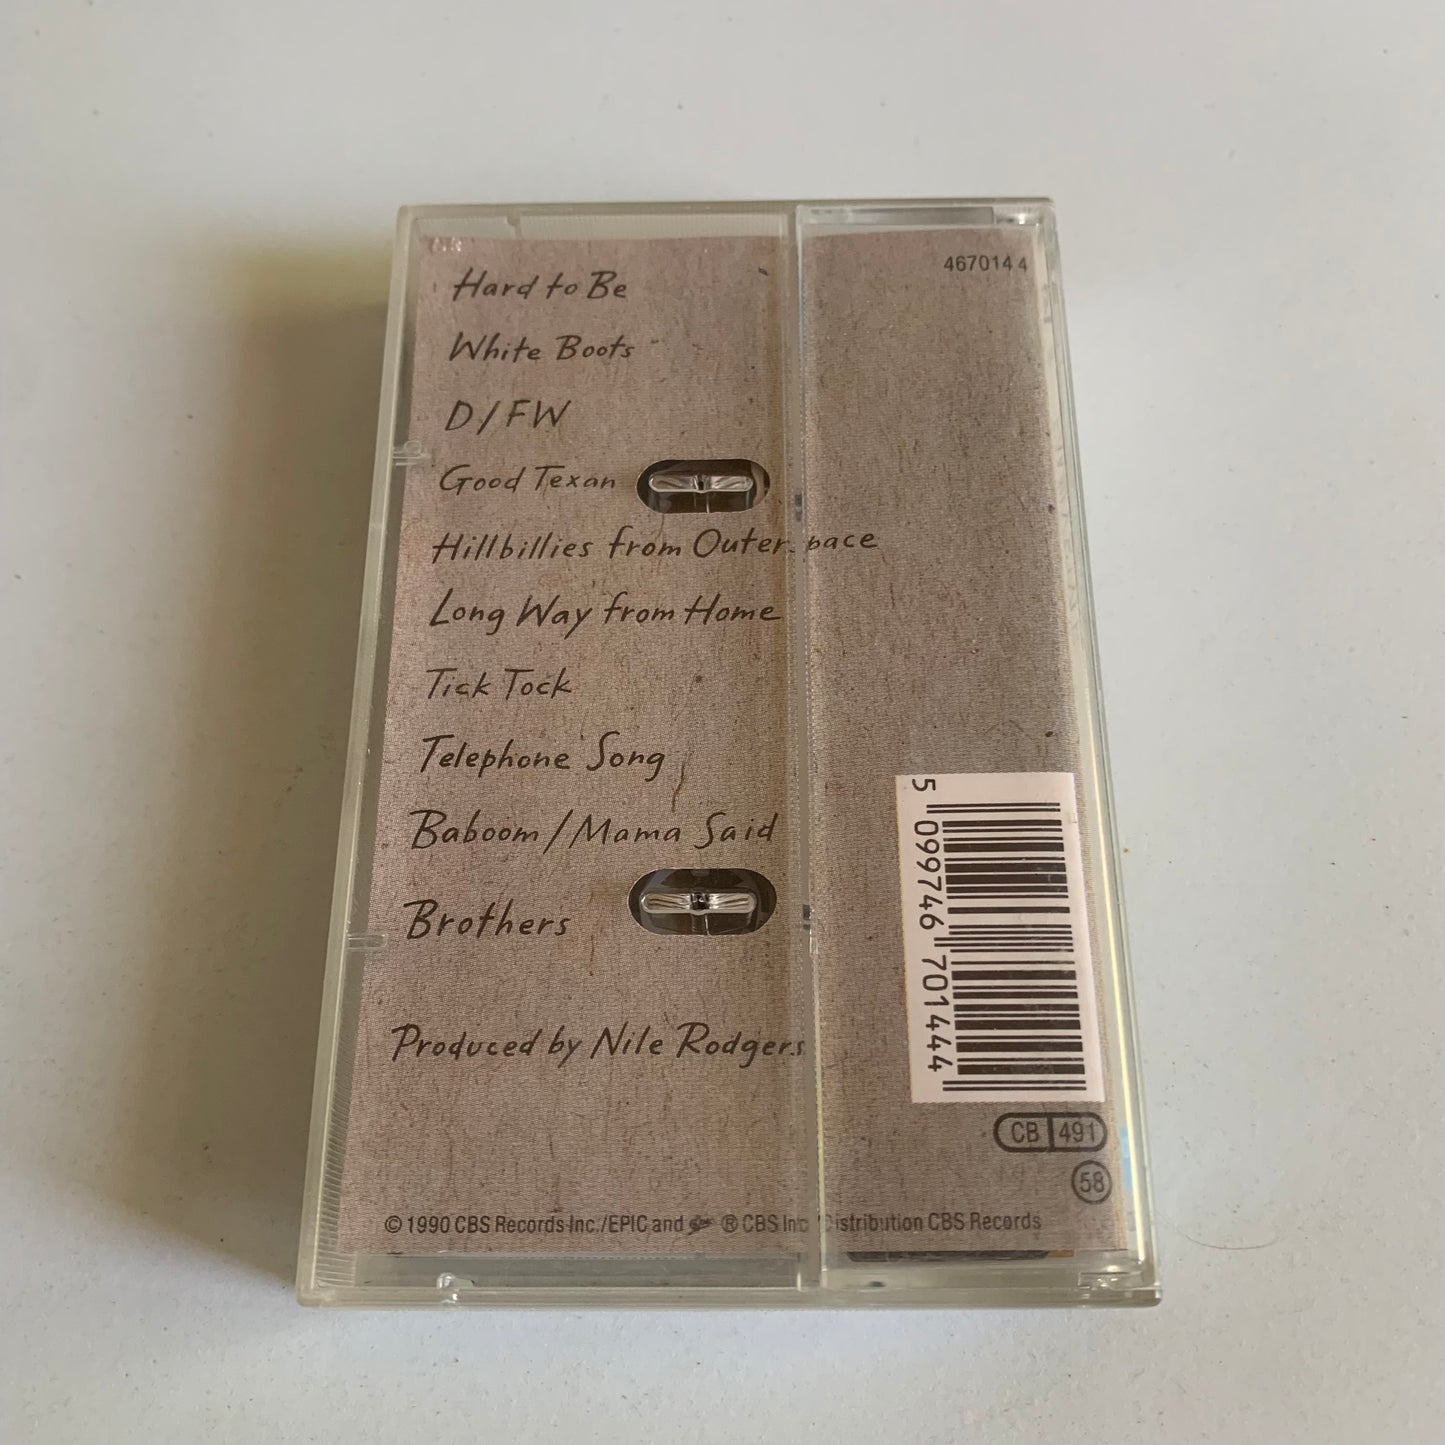 467014 4
Hard to Be
White Boots
D/FW
Good Texan
Hillbillies from Outer pace
Long Way from Home
Tick Tock
Telephone Song
Baboom/Mama Said
Brothers
Produced by Nile Rodgers
5 099746 701444
CB 491
58
© 1990 CBS Records Inc./EPIC and ® CBS Inc istribution CBS Records